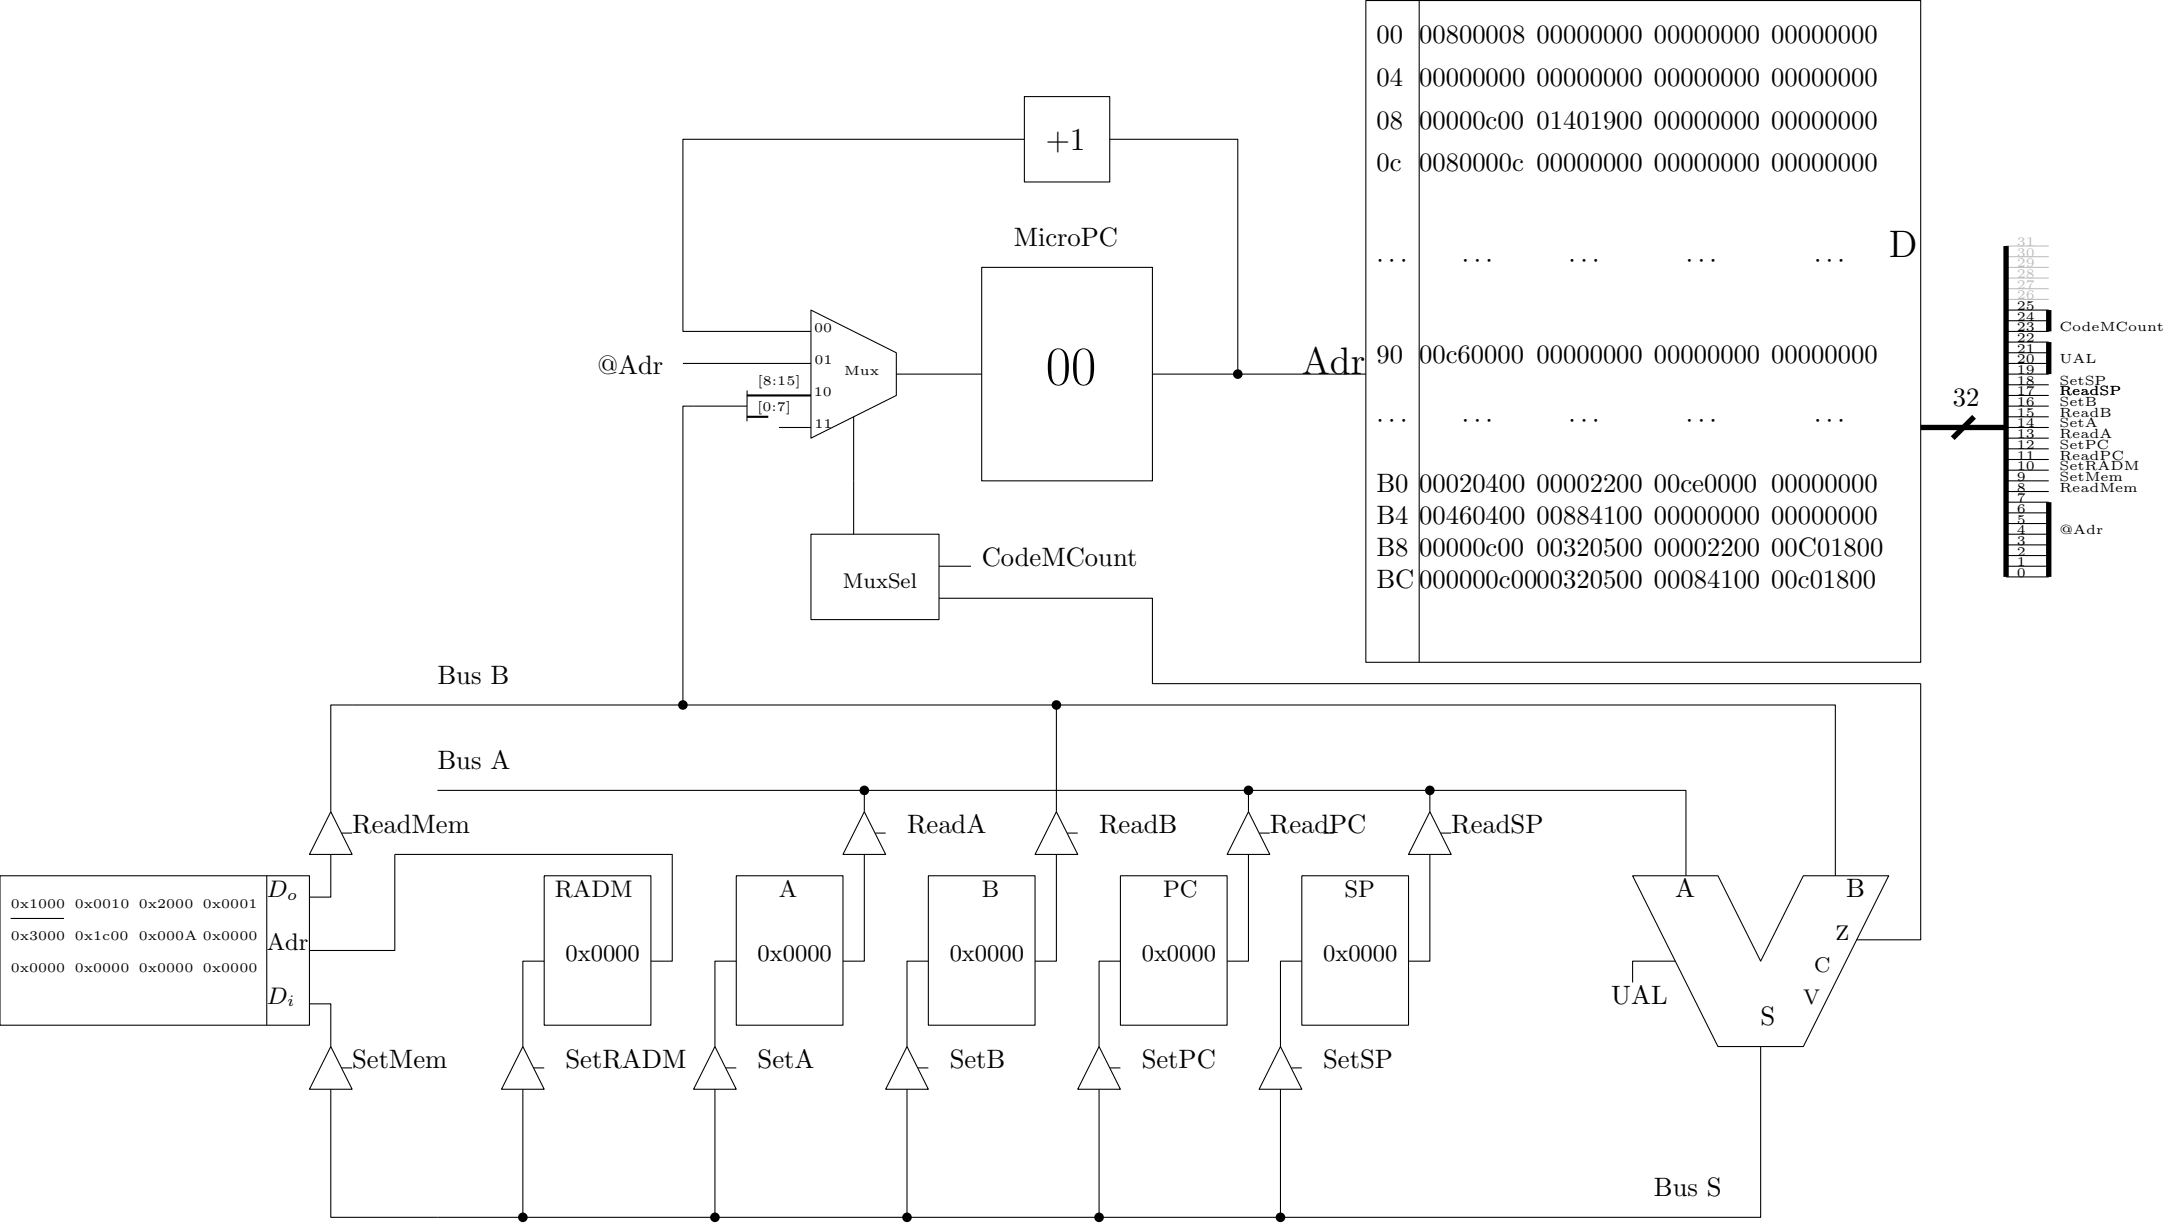 00 00800008 00000000 00000000 00000000
04 00000000 00000000 00000000 00000000
08 00000c00 01401900 00000000 00000000
0c 0080000c 00000000 00000000 00000000
... ... ... ... ...
90 00c60000 00000000 00000000 00000000
... ... ... ... ...
B0 00020400 00002200 00ce0000 00000000
B4 00460400 00884100 00000000 00000000
B8 00000c00 00320500 00002200 00C01800
BC 000000c0000320500 00084100 00c01800
D
Adr
+1
MicroPC
00
@Adr
00
01
[8:15]
10
[0:7]
11
Mux
MuxSel
CodeMCount
32
31
30
29
28
27
26
25
24
23 CodeMCount
22
21
20 UAL
19
18 SetSP
17 ReadSP
16 SetB
15 ReadB
14 SetA
13 ReadA
12 SetPC
11 ReadPC
10 SetRADM
9 SetMem
8 ReadMem
7
6
5
4 @Adr
3
2
1
0
Bus B
Bus A
ReadMem
ReadA
ReadB
ReadPC
ReadSP
0x1000 0x0010 0x2000 0x0001
0x3000 0x1c00 0x000A 0x0000
0x0000 0x0000 0x0000 0x0000
Do
Adr
Di
RADM
0x0000
A
0x0000
B
0x0000
PC
0x0000
SP
0x0000
A
B
Z
C
V
S
UAL
SetMem
SetRADM
SetA
SetB
SetPC
SetSP
Bus S